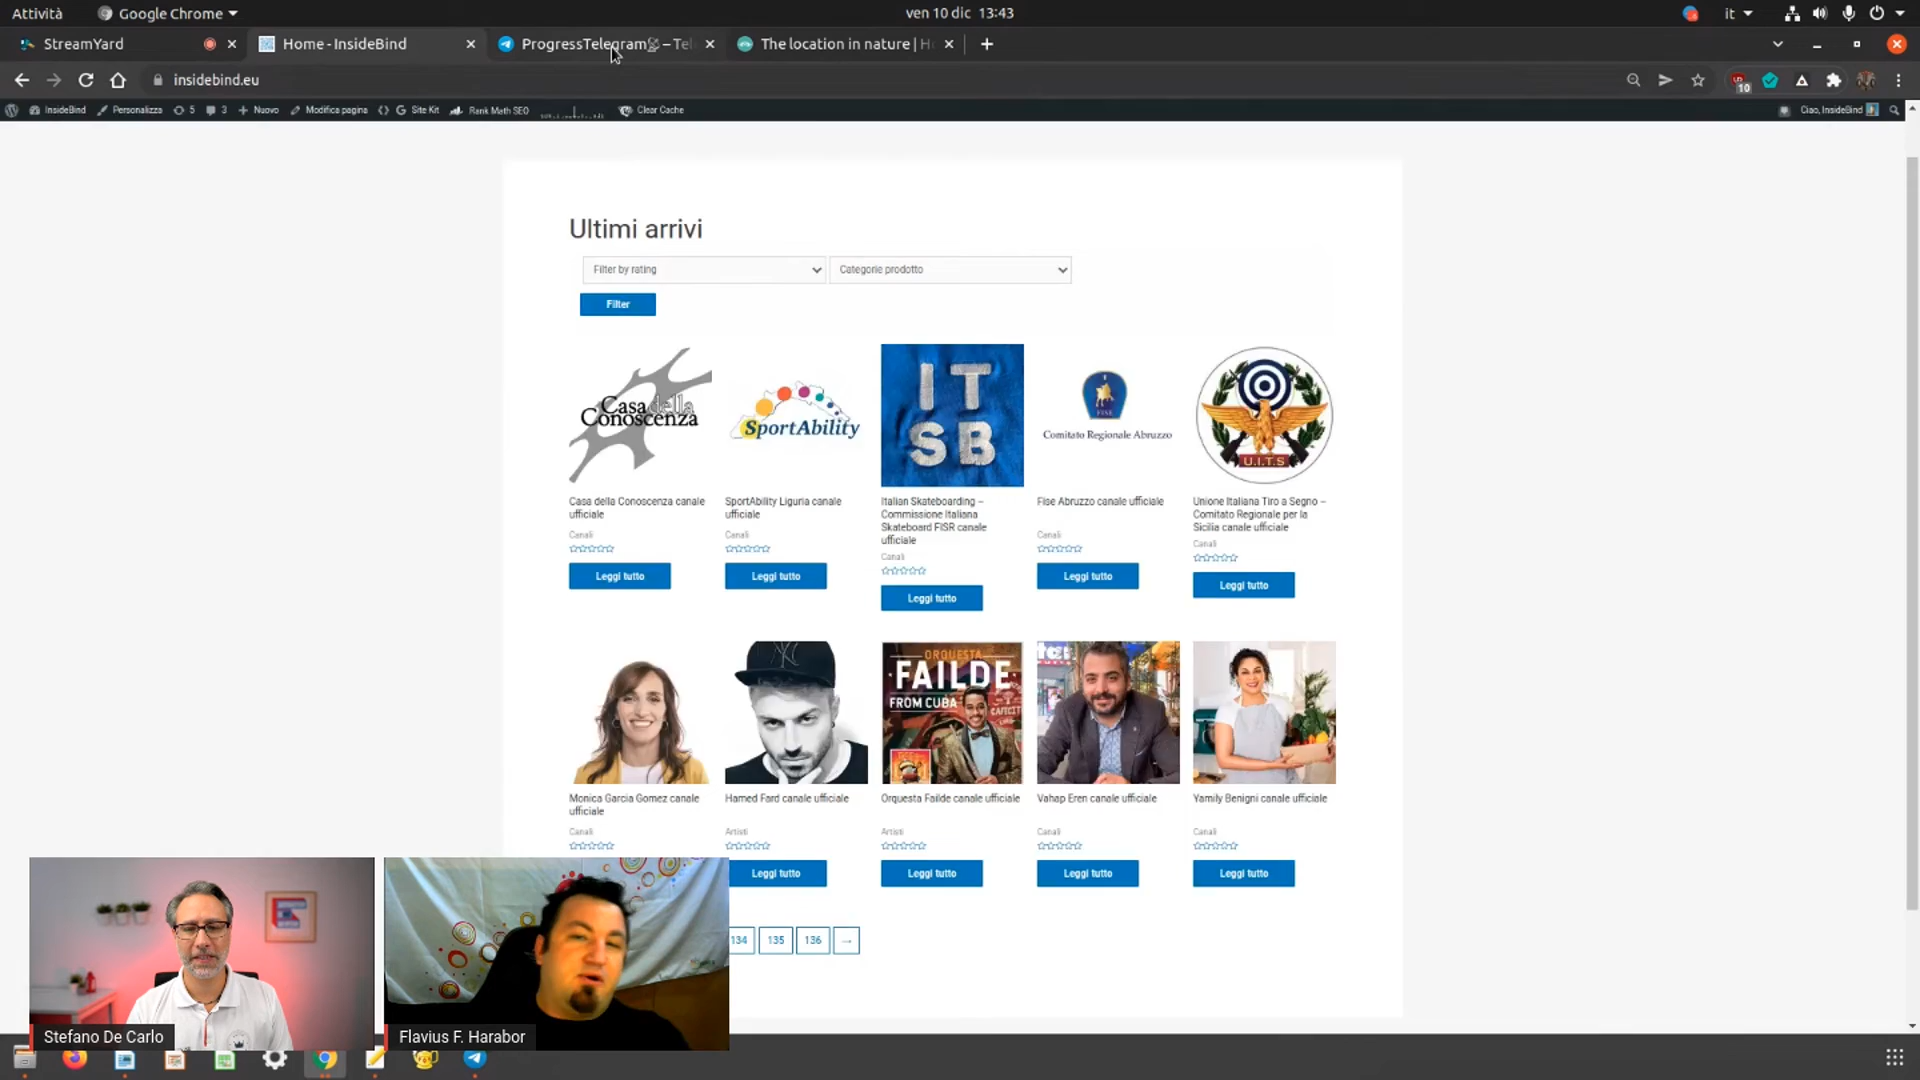 Attività
Google Chrome
ven 10 dic 13:43
it
StreamYard
Home - InsideBind
ProgressTelegram
The location in nature |
insidebind.eu
10
InsideBind
Personalizza
5
3
Nuovo
Modifica pagina
Site Kit
Rank Math SEO
Clear Cache
Ciao, InsideBind
Ultimi arrivi
Filter by rating
Categorie prodotto
Filter
Casa della
Conoscenza
SportAbility
IT
SB
FISE
Comitato Regionale Abruzzo
U.I.T.S
Casa della Conoscenza canale
ufficiale
Canali
Leggi tutto
SportAbility Liguria canale
ufficiale
Canali
Leggi tutto
Italian Skateboarding –
Commissione Italiana
Skateboard FISR canale
ufficiale
Canali
Leggi tutto
Fise Abruzzo canale ufficiale
Canali
Leggi tutto
Unione Italiana Tiro a Segno –
Comitato Regionale per la
Sicilia canale ufficiale
Canali
Leggi tutto
ORQUESTA
FAILDE
FROM CUBA
Monica Garcia Gomez canale
ufficiale
Canali
Hamed Fard canale ufficiale
Artisti
Leggi tutto
Orquesta Failde canale ufficiale
Artisti
Leggi tutto
Vahap Eren canale ufficiale
Canali
Leggi tutto
Yamily Benigni canale ufficiale
Canali
Leggi tutto
134
135
136
→
Stefano De Carlo
Flavius F. Harabor